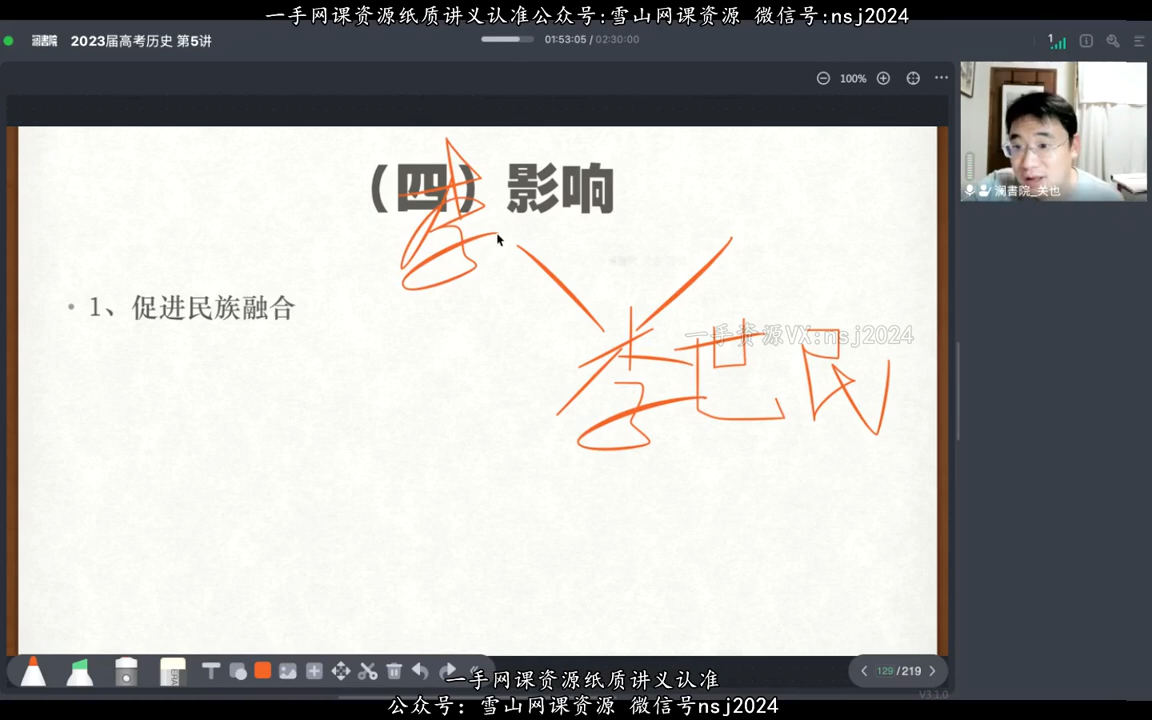 一手网课资源纸质讲义认准公众号:雪山网课资源 微信号:nsj2024
2023届高考历史 第5讲
01:53:05 / 02:30:00
1
100%
澜書院_关也
（四）影响
李
• 1、促进民族融合
一手资源VX:nsj2024
李世民
129 / 219
一手网课资源纸质讲义认准
公众号：雪山网课资源 微信号nsj2024
V3.1.0